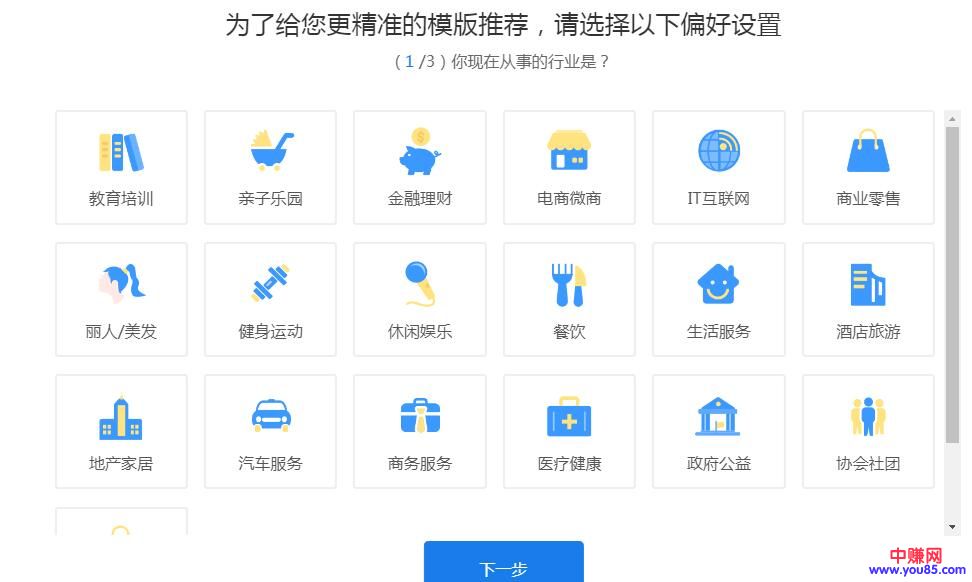 为了给您更精准的模版推荐，请选择以下偏好设置
（1/3）你现在从事的行业是？
教育培训
亲子乐园
金融理财
电商微商
IT互联网
商业零售
丽人/美发
健身运动
休闲娱乐
餐饮
生活服务
酒店旅游
地产家居
汽车服务
商务服务
医疗健康
政府公益
协会社团
下一步
中赚网
www.you85.com